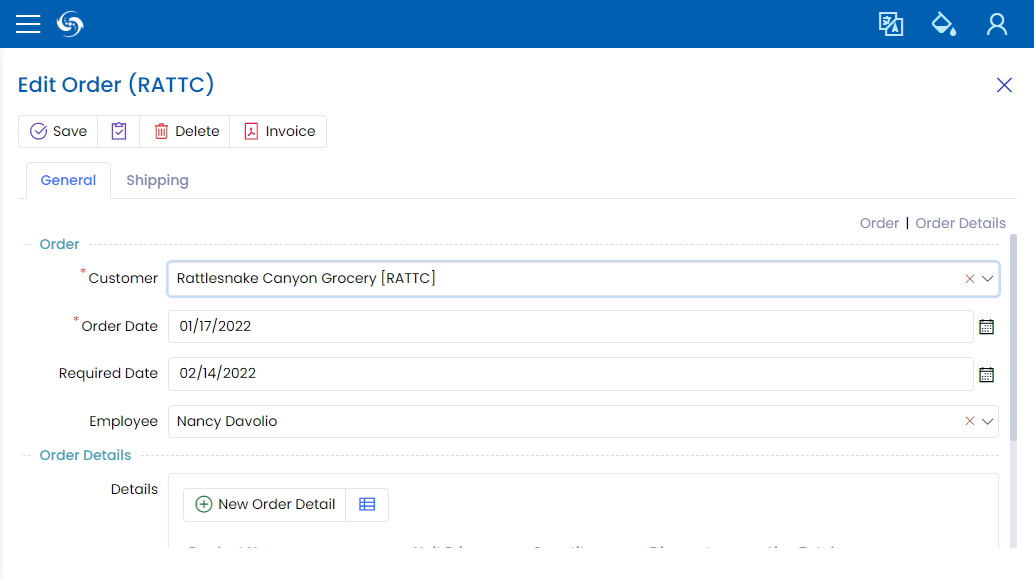 Edit Order (RATTC)
Save Delete Invoice
General Shipping
Order | Order Details
Order
* Customer Rattlesnake Canyon Grocery [RATTC]
* Order Date 01/17/2022
Required Date 02/14/2022
Employee Nancy Davolio
Order Details
Details
New Order Detail